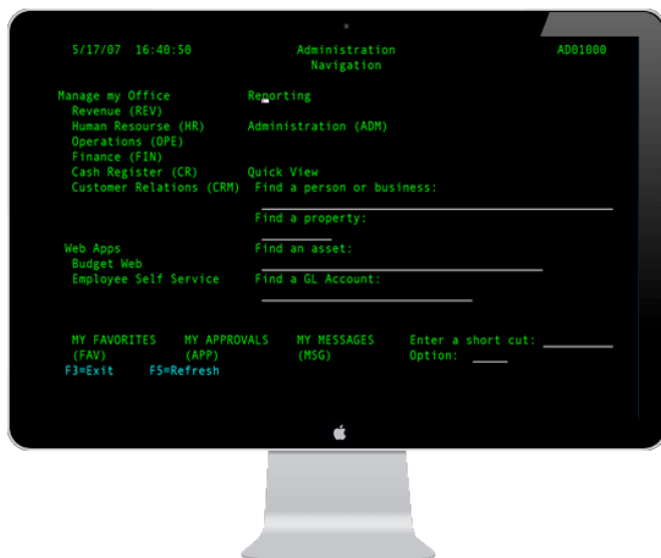 5/17/07 16:40:50 Administration AD01000
Navigation
Manage my Office Reporting
Revenue (REV)
Human Resourse (HR) Administration (ADM)
Operations (OPE)
Finance (FIN)
Cash Register (CR) Quick View
Customer Relations (CRM) Find a person or business:
Find a property:
Web Apps Find an asset:
Budget Web
Employee Self Service Find a GL Account:
MY FAVORITES MY APPROVALS MY MESSAGES Enter a short cut:
(FAV) (APP) (MSG) Option:
F3=Exit F5=Refresh